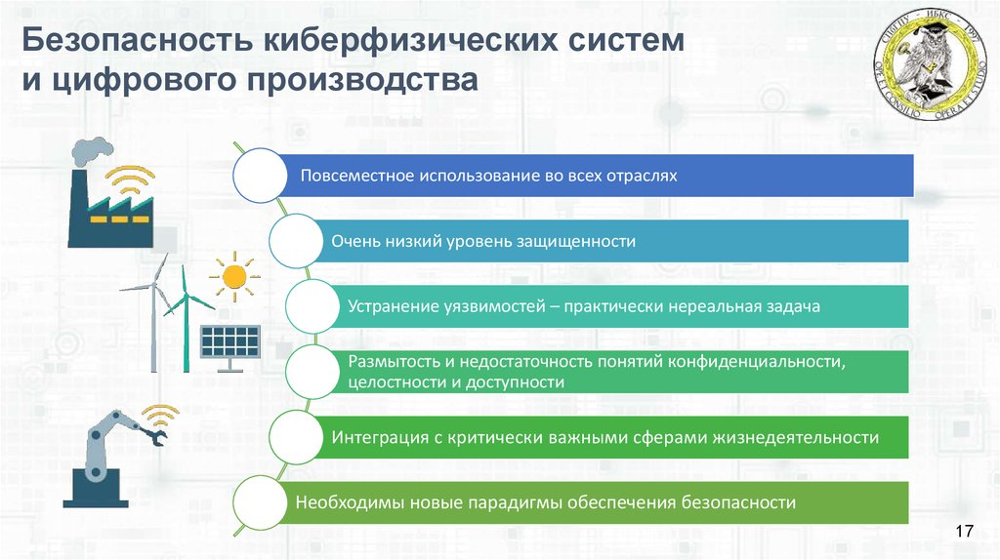 Безопасность киберфизических систем
и цифрового производства
СПбПУ - ИБКС - 1997
ORE ET CONSILIO
OPERA ET STUDIO
Повсеместное использование во всех отраслях
Очень низкий уровень защищенности
Устранение уязвимостей – практически нереальная задача
Размытость и недостаточность понятий конфиденциальности,
целостности и доступности
Интеграция с критически важными сферами жизнедеятельности
Необходимы новые парадигмы обеспечения безопасности
17